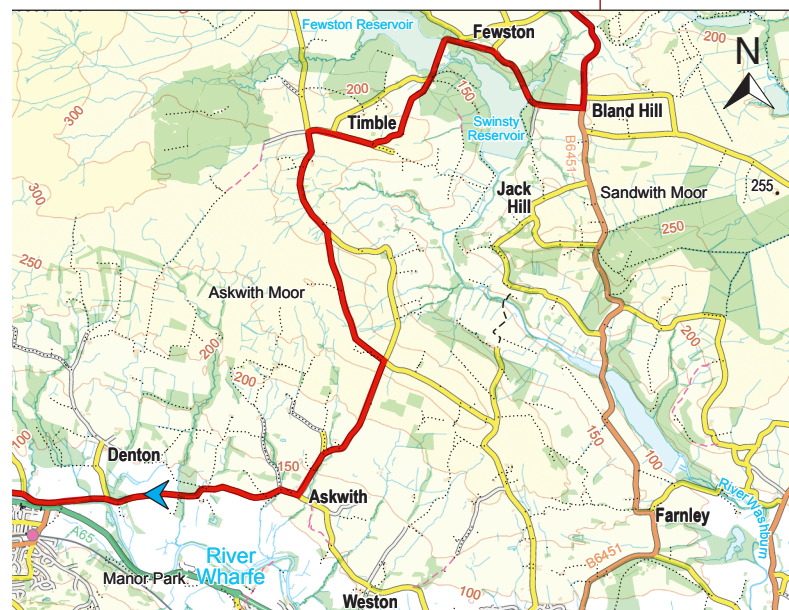 Fewston Reservoir
Fewston
200
N
300
200
150
Timble
Swinsty
Reservoir
Bland Hill
B6451
300
200
Jack
Hill
Sandwith Moor
255
250
250
Askwith Moor
200
200
200
150
100
100
Denton
150
Askwith
River Washburn
Farnley
A65
River
Wharfe
B6451
Manor Park
100
Weston